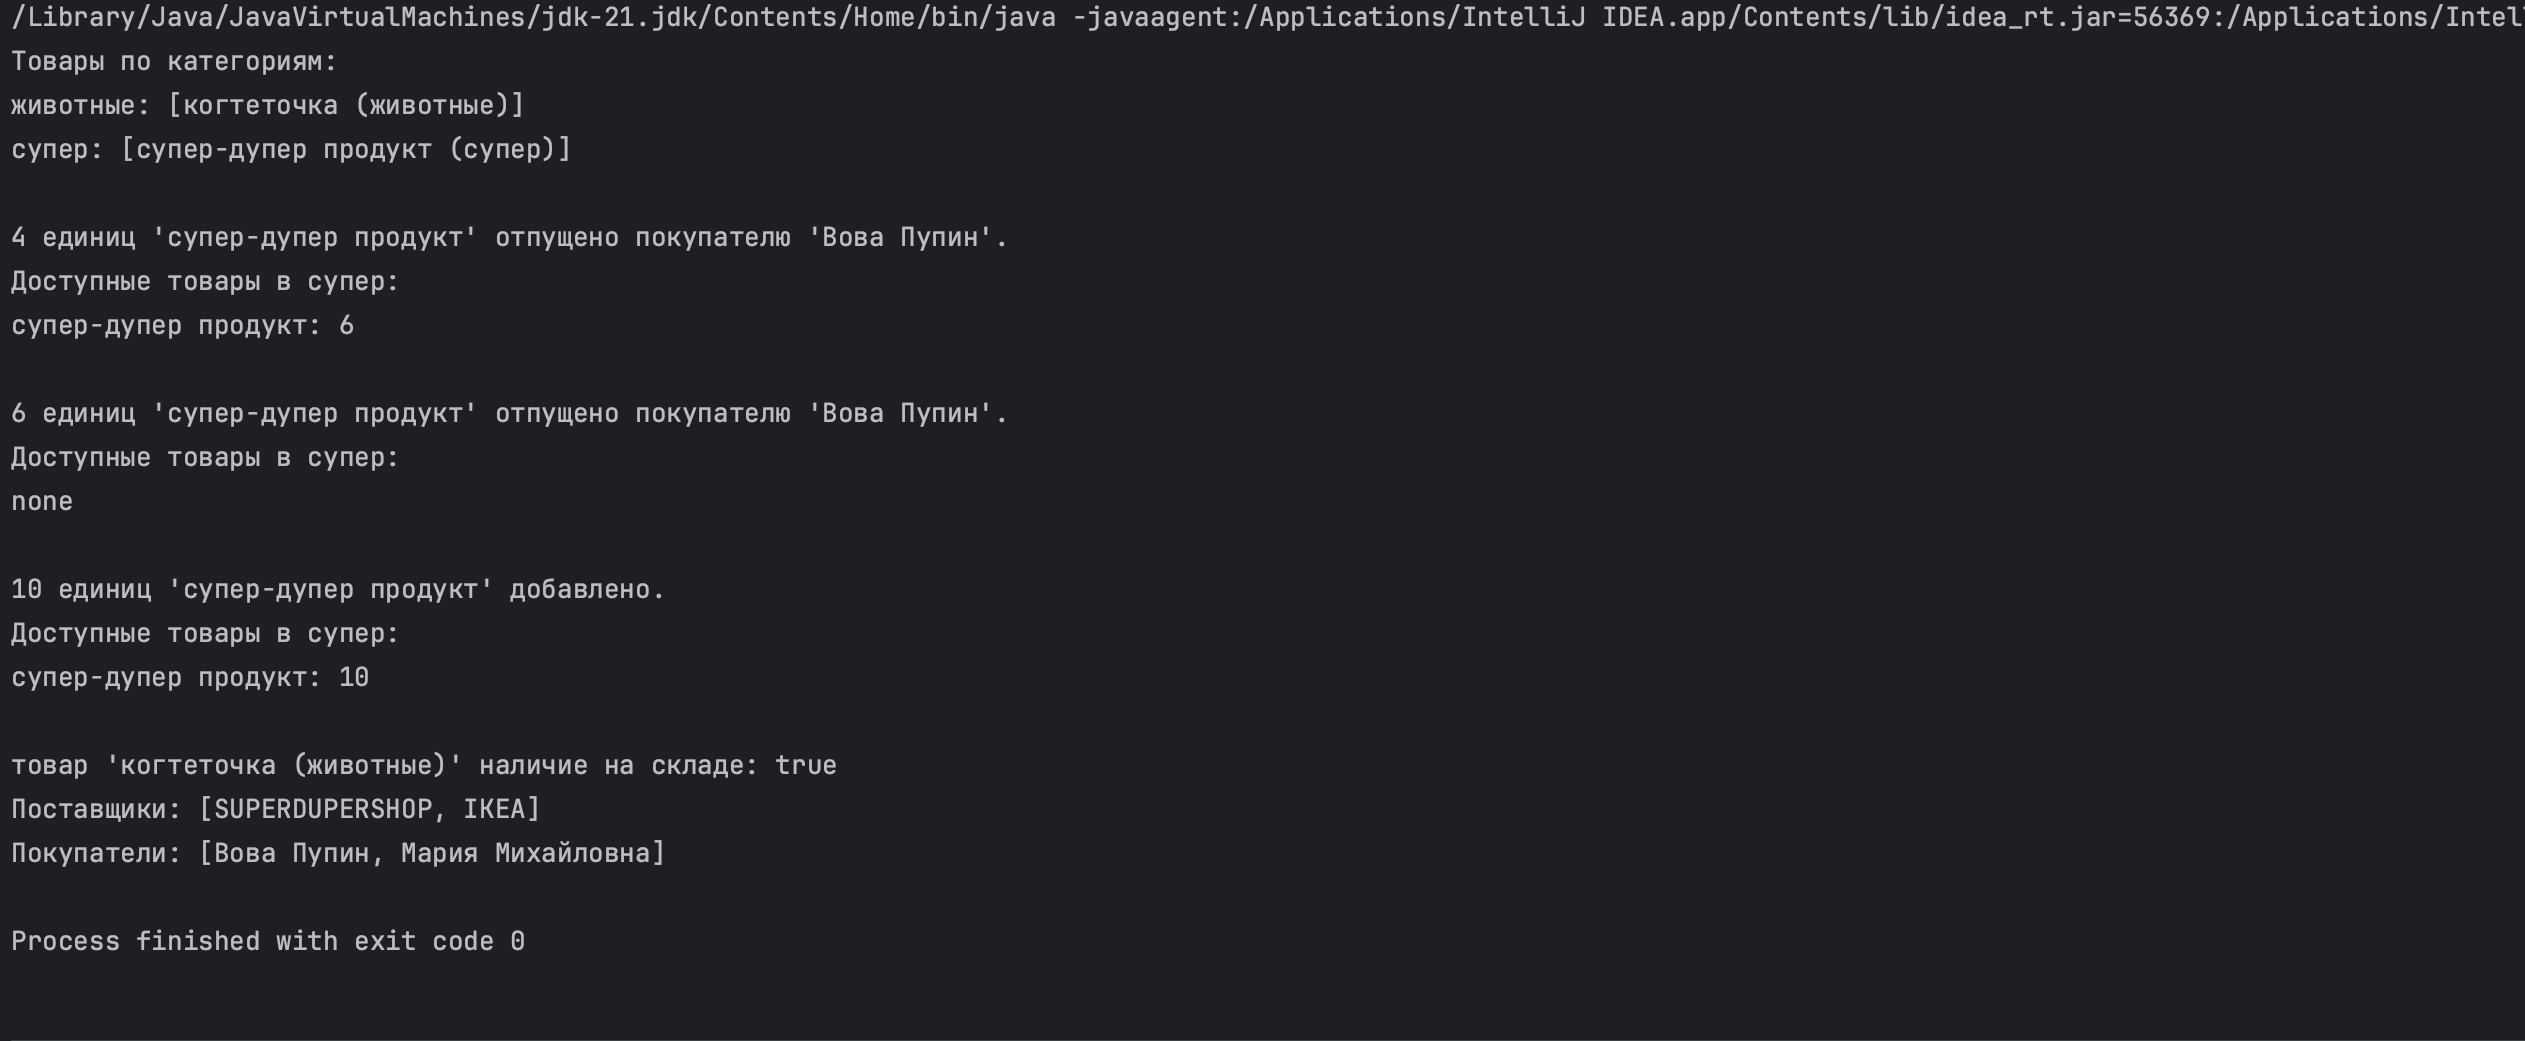 /Library/Java/JavaVirtualMachines/jdk-21.jdk/Contents/Home/bin/java -javaagent:/Applications/IntelliJ IDEA.app/Contents/lib/idea_rt.jar=56369:/Applications/Intel
Товары по категориям:
животные: [когтеточка (животные)]
супер: [супер-дупер продукт (супер)]
4 единиц 'супер-дупер продукт' отпущено покупателю 'Вова Пупин'.
Доступные товары в супер:
супер-дупер продукт: 6
6 единиц 'супер-дупер продукт' отпущено покупателю 'Вова Пупин'.
Доступные товары в супер:
none
10 единиц 'супер-дупер продукт' добавлено.
Доступные товары в супер:
супер-дупер продукт: 10
товар 'когтеточка (животные)' наличие на складе: true
Поставщики: [SUPERDUPERSHOP, IKEA]
Покупатели: [Вова Пупин, Мария Михайловна]
Process finished with exit code 0